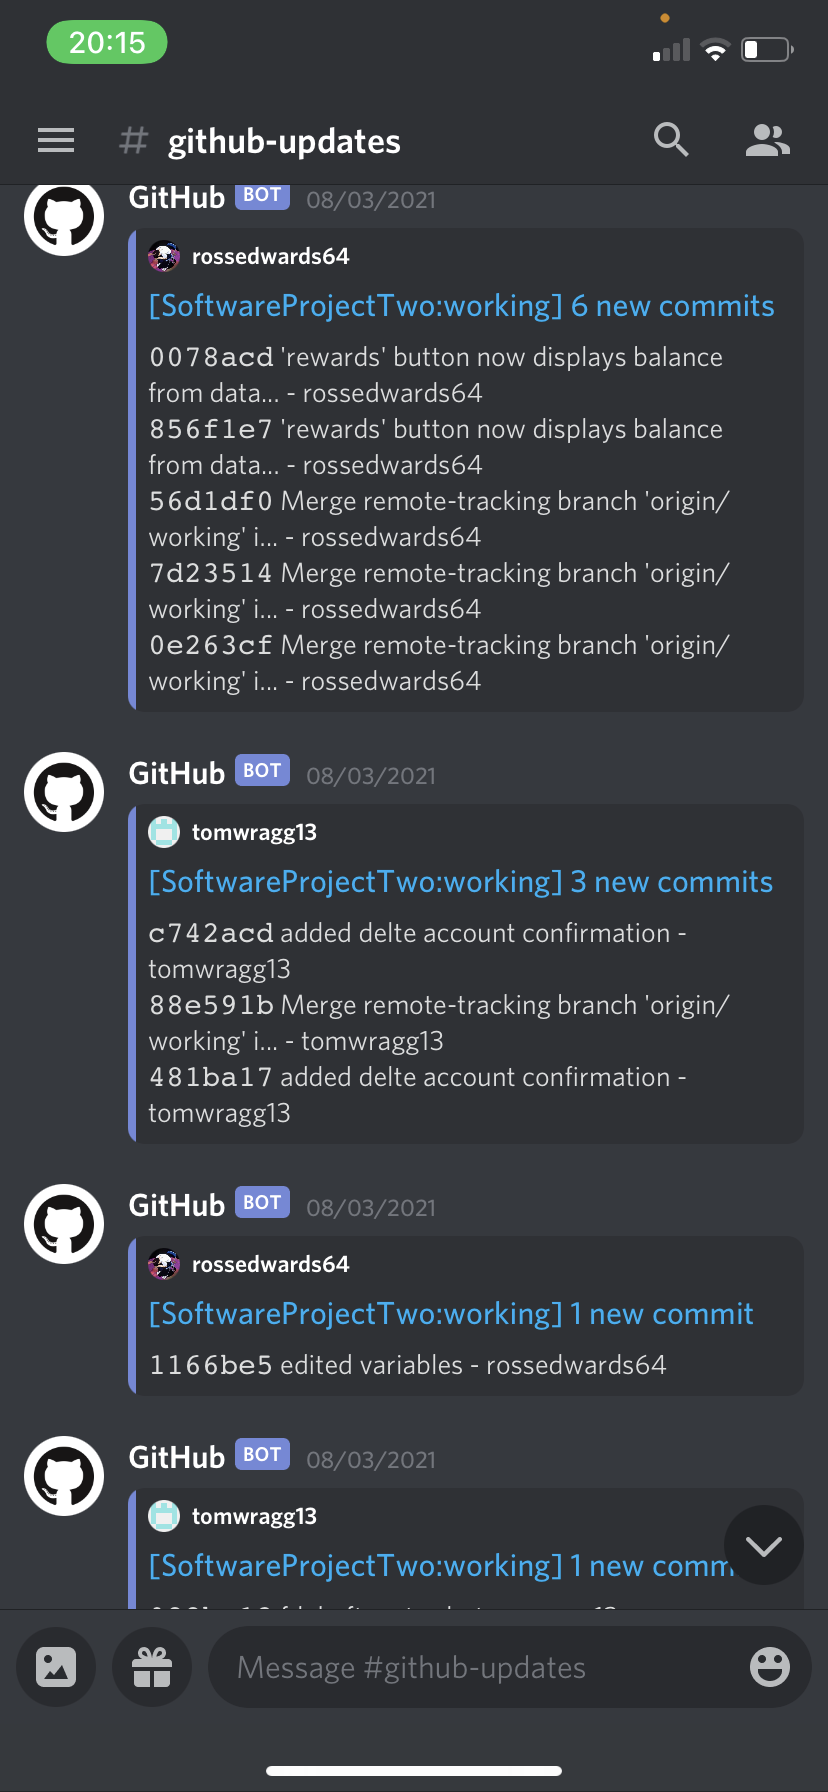 20:15
# github-updates
GitHub BOT 08/03/2021
rossedwards64
[SoftwareProjectTwo:working] 6 new commits
0078acd 'rewards' button now displays balance
from data... - rossedwards64
856f1e7 'rewards' button now displays balance
from data... - rossedwards64
56d1df0 Merge remote-tracking branch 'origin/
working' i... - rossedwards64
7d23514 Merge remote-tracking branch 'origin/
working' i... - rossedwards64
0e263cf Merge remote-tracking branch 'origin/
working' i... - rossedwards64
GitHub BOT 08/03/2021
tomwragg13
[SoftwareProjectTwo:working] 3 new commits
c742acd added delte account confirmation -
tomwragg13
88e591b Merge remote-tracking branch 'origin/
working' i... - tomwragg13
481ba17 added delte account confirmation -
tomwragg13
GitHub BOT 08/03/2021
rossedwards64
[SoftwareProjectTwo:working] 1 new commit
1166be5 edited variables - rossedwards64
GitHub BOT 08/03/2021
tomwragg13
[SoftwareProjectTwo:working] 1 new comm
Message #github-updates